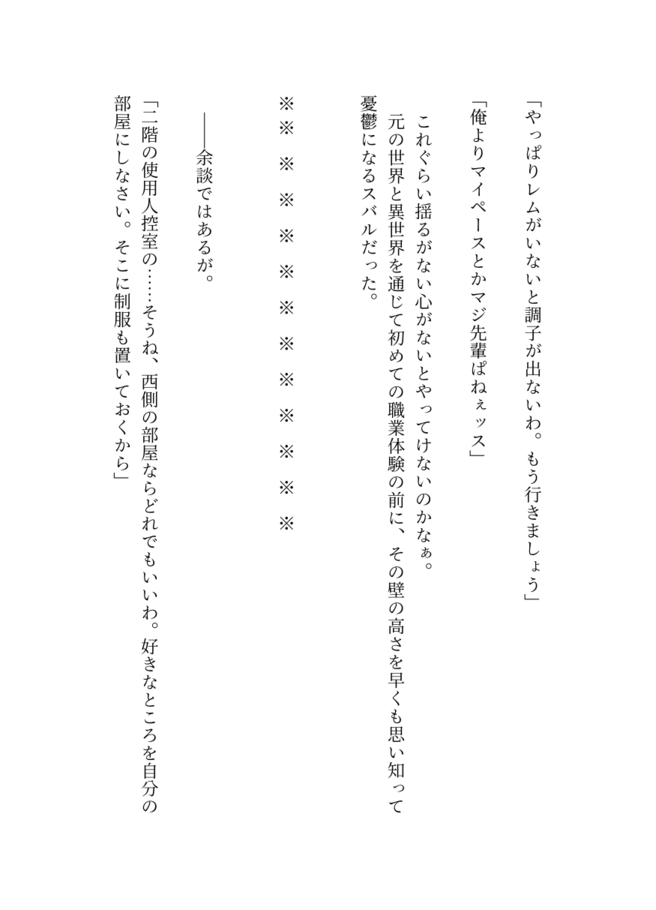 「やっぱりレムがいないと調子が出ないわ。もう行きましょう」
「俺よりマイペースとかマジ先輩ぱねぇッス」
これぐらい揺るがない心がないとやってけないのかなぁ。
元の世界と異世界を通じて初めての職業体験の前に、その壁の高さを早くも思い知って
憂鬱になるスバルだった。
※※　※　※　※　※　※　※　※　※　※　※　※
――余談ではあるが。
「二階の使用人控室の……そうね、西側の部屋ならどれでもいいわ。好きなところを自分の
部屋にしなさい。そこに制服も置いておくから」